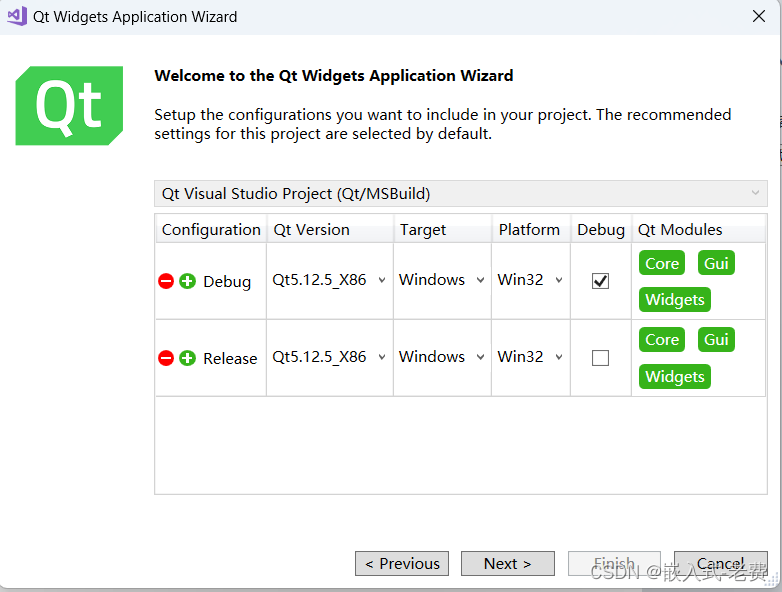 Qt Widgets Application Wizard
Qt
Welcome to the Qt Widgets Application Wizard
Setup the configurations you want to include in your project. The recommended
settings for this project are selected by default.
Qt Visual Studio Project (Qt/MSBuild)
Configuration Qt Version Target Platform Debug Qt Modules
Debug Qt5.12.5_X86 Windows Win32 Core Gui
Widgets
Release Qt5.12.5_X86 Windows Win32 Core Gui
Widgets
< Previous Next > Finish Cancel
CSDN @嵌入式-老费